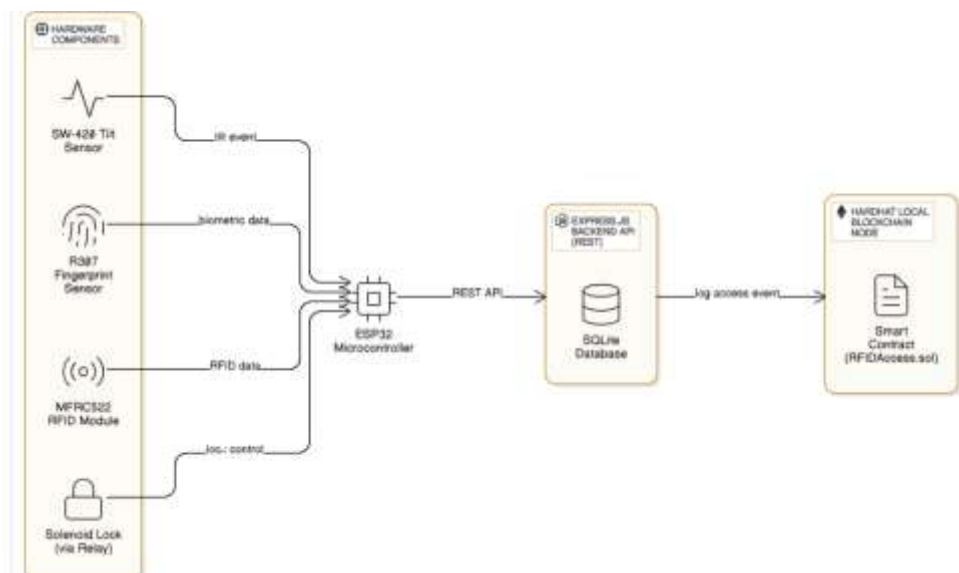 HARDWARE
COMPONENTS
SW-420 Tilt
Sensor
tilt event
R307
Fingerprint
Sensor
biometric data
MFRC522
RFID Module
RFID data
Solenoid Lock
(via Relay)
control
ESP32
Microcontroller
REST API
EXPRESS.JS
BACKEND API
(REST)
SQLite
Database
log access event
HARDHAT LOCAL
BLOCKCHAIN
NODE
Smart
Contract
(RFIDAccess.sol)